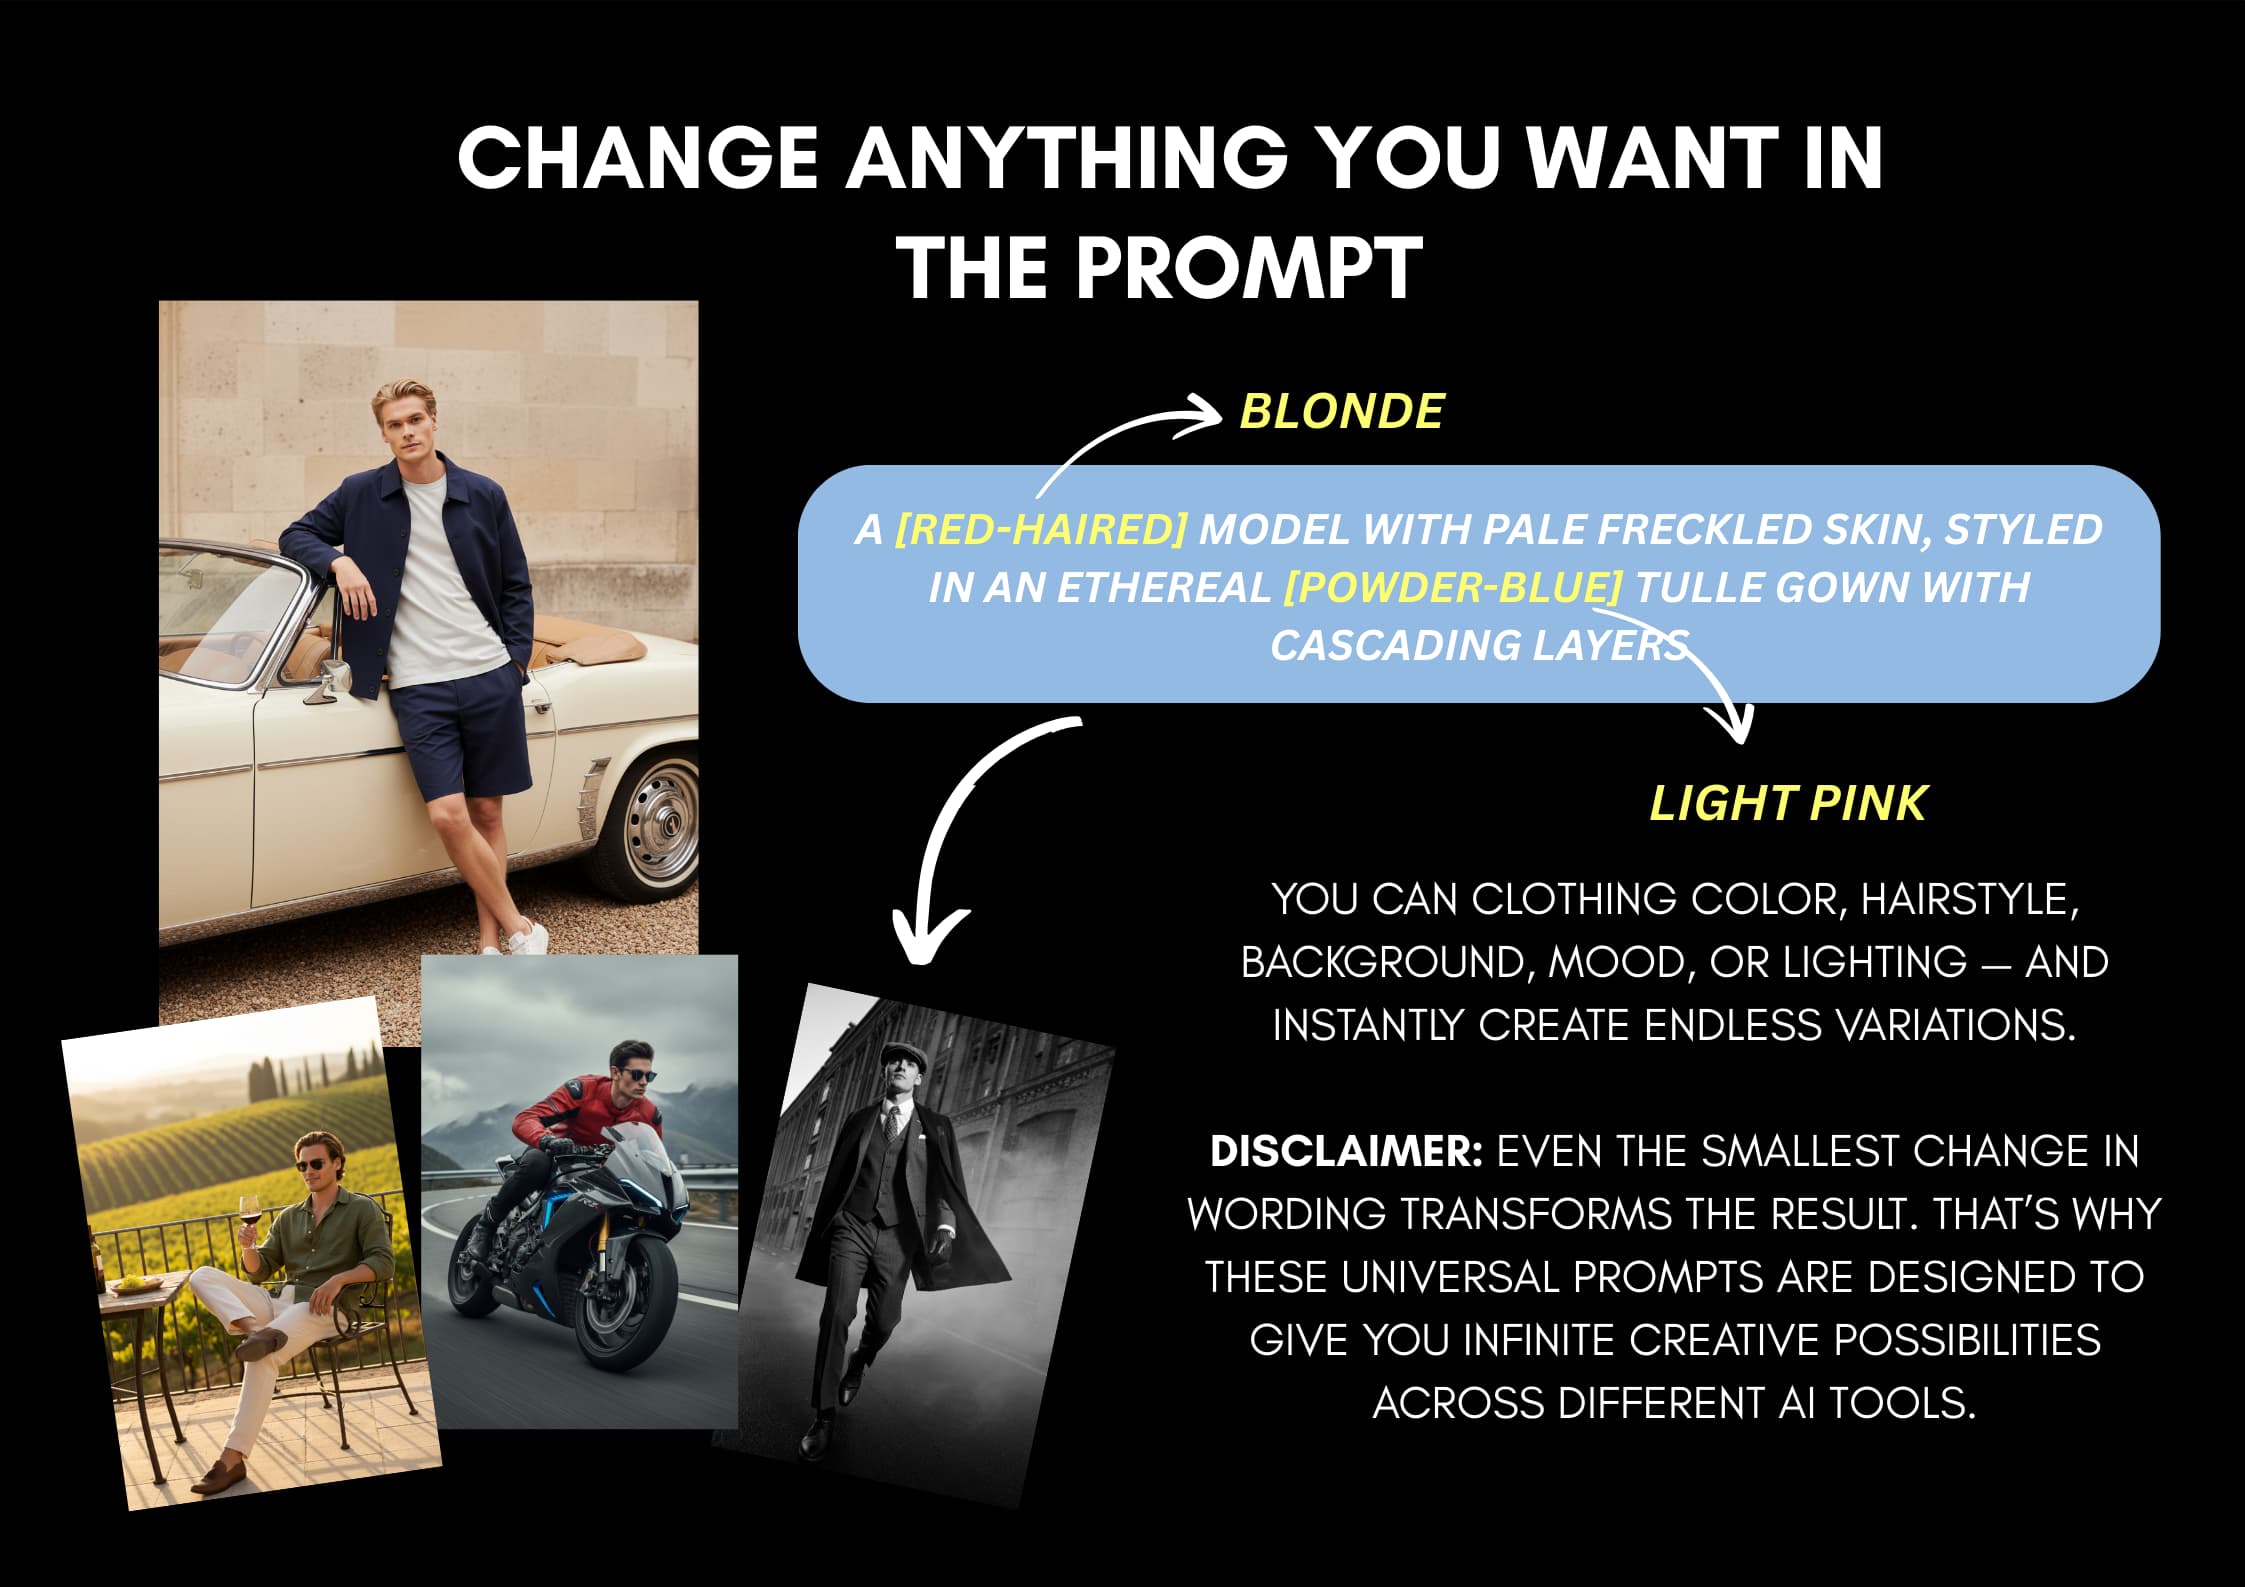 CHANGE ANYTHING YOU WANT IN
THE PROMPT
BLONDE
A [RED-HAIRED] MODEL WITH PALE FRECKLED SKIN, STYLED
IN AN ETHEREAL [POWDER-BLUE] TULLE GOWN WITH
CASCADING LAYERS
LIGHT PINK
YOU CAN CLOTHING COLOR, HAIRSTYLE,
BACKGROUND, MOOD, OR LIGHTING — AND
INSTANTLY CREATE ENDLESS VARIATIONS.
DISCLAIMER: EVEN THE SMALLEST CHANGE IN
WORDING TRANSFORMS THE RESULT. THAT’S WHY
THESE UNIVERSAL PROMPTS ARE DESIGNED TO
GIVE YOU INFINITE CREATIVE POSSIBILITIES
ACROSS DIFFERENT AI TOOLS.